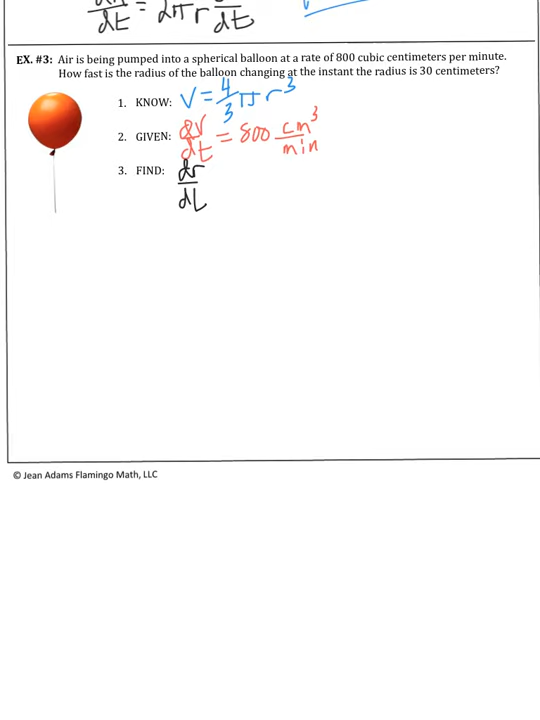 dt = 2πr dt
EX. #3: Air is being pumped into a spherical balloon at a rate of 800 cubic centimeters per minute.
How fast is the radius of the balloon changing at the instant the radius is 30 centimeters?
1. KNOW: V = 4/3 πr³
2. GIVEN: dV/dt = 800 cm³/min
3. FIND: dr/dt
© Jean Adams Flamingo Math, LLC